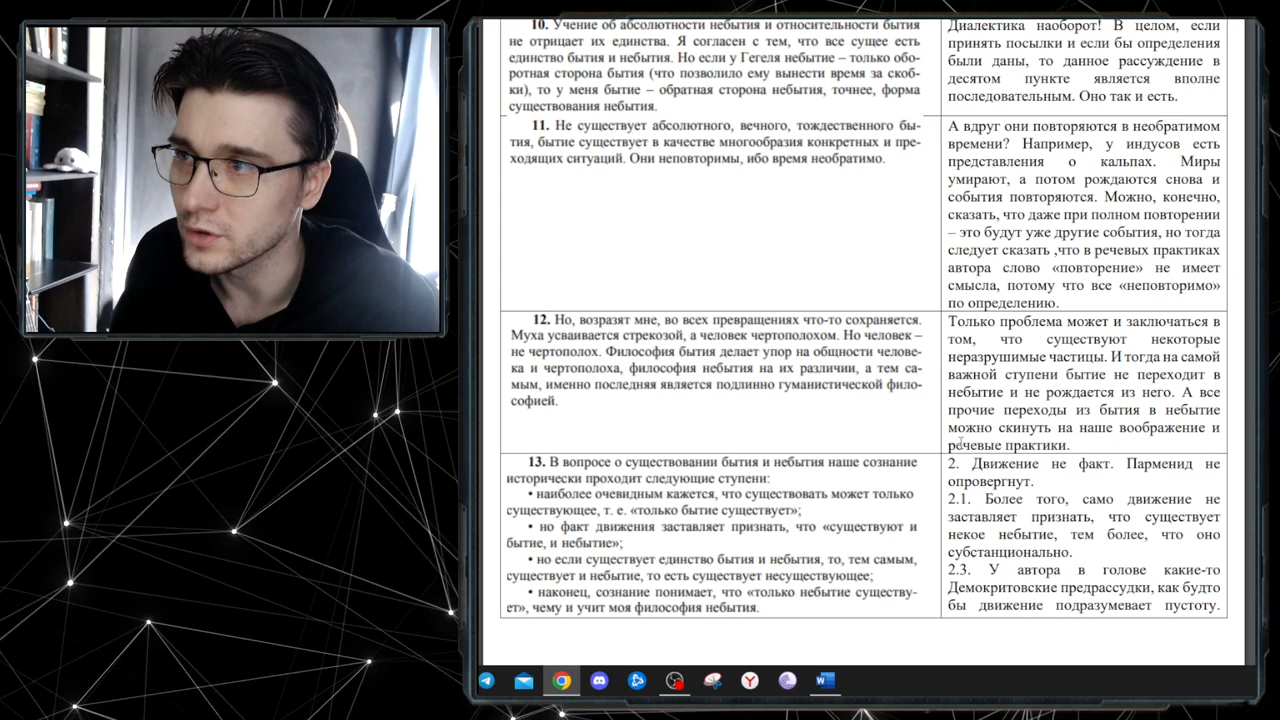 10. Учение об абсолютности небытия и относительности бытия
не отрицает их единства. Я согласен с тем, что все сущее есть
единство бытия и небытия. Но если у Гегеля небытие – только обо-
ротная сторона бытия (что позволило ему вынести время за скоб-
ки), то у меня бытие – обратная сторона небытия, точнее, форма
существования небытия.
Диалектика наоборот! В целом, если
принять посылки и если бы определения
были даны, то данное рассуждение в
десятом пункте является вполне
последовательным. Оно так и есть.
11. Не существует абсолютного, вечного, тождественного бы-
тия, бытие существует в качестве многообразия конкретных и пре-
ходящих ситуаций. Они неповторимы, ибо время необратимо.
А вдруг они повторяются в необратимом
времени? Например, у индусов есть
представления о кальпах. Миры
умирают, а потом рождаются снова и
события повторяются. Можно, конечно,
сказать, что даже при полном повторении
– это будут уже другие события, но тогда
следует сказать ,что в речевых практиках
автора слово «повторение» не имеет
смысла, потому что все «неповторимо»
по определению.
12. Но, возразят мне, во всех превращениях что-то сохраняется.
Муха усваивается стрекозой, а человек чертополохом. Но человек –
не чертополох. Философия бытия делает упор на общности челове-
ка и чертополоха, философия небытия на их различии, а тем са-
мым, именно последняя является подлинно гуманистической фило-
софией.
Только проблема может и заключаться в
том, что существуют некоторые
неразрушимые частицы. И тогда на самой
важной ступени бытие не переходит в
небытие и не рождается из него. А все
прочие переходы из бытия в небытие
можно скинуть на наше воображение и
речевые практики.
13. В вопросе о существовании бытия и небытия наше сознание
исторически проходит следующие ступени:
• наиболее очевидным кажется, что существовать может только
существующее, т. е. «только бытие существует»;
• но факт движения заставляет признать, что «существуют и
бытие, и небытие»;
• но если существует единство бытия и небытия, то, тем самым,
существует и небытие, то есть существует несуществующее;
• наконец, сознание понимает, что «только небытие существу-
ет», чему и учит моя философия небытия.
2. Движение не факт. Парменид не
опровергнут.
2.1. Более того, само движение не
заставляет признать, что существует
некое небытие, тем более, что оно
субстанционально.
2.3. У автора в голове какие-то
Демокритовские предрассудки, как будто
бы движение подразумевает пустоту.